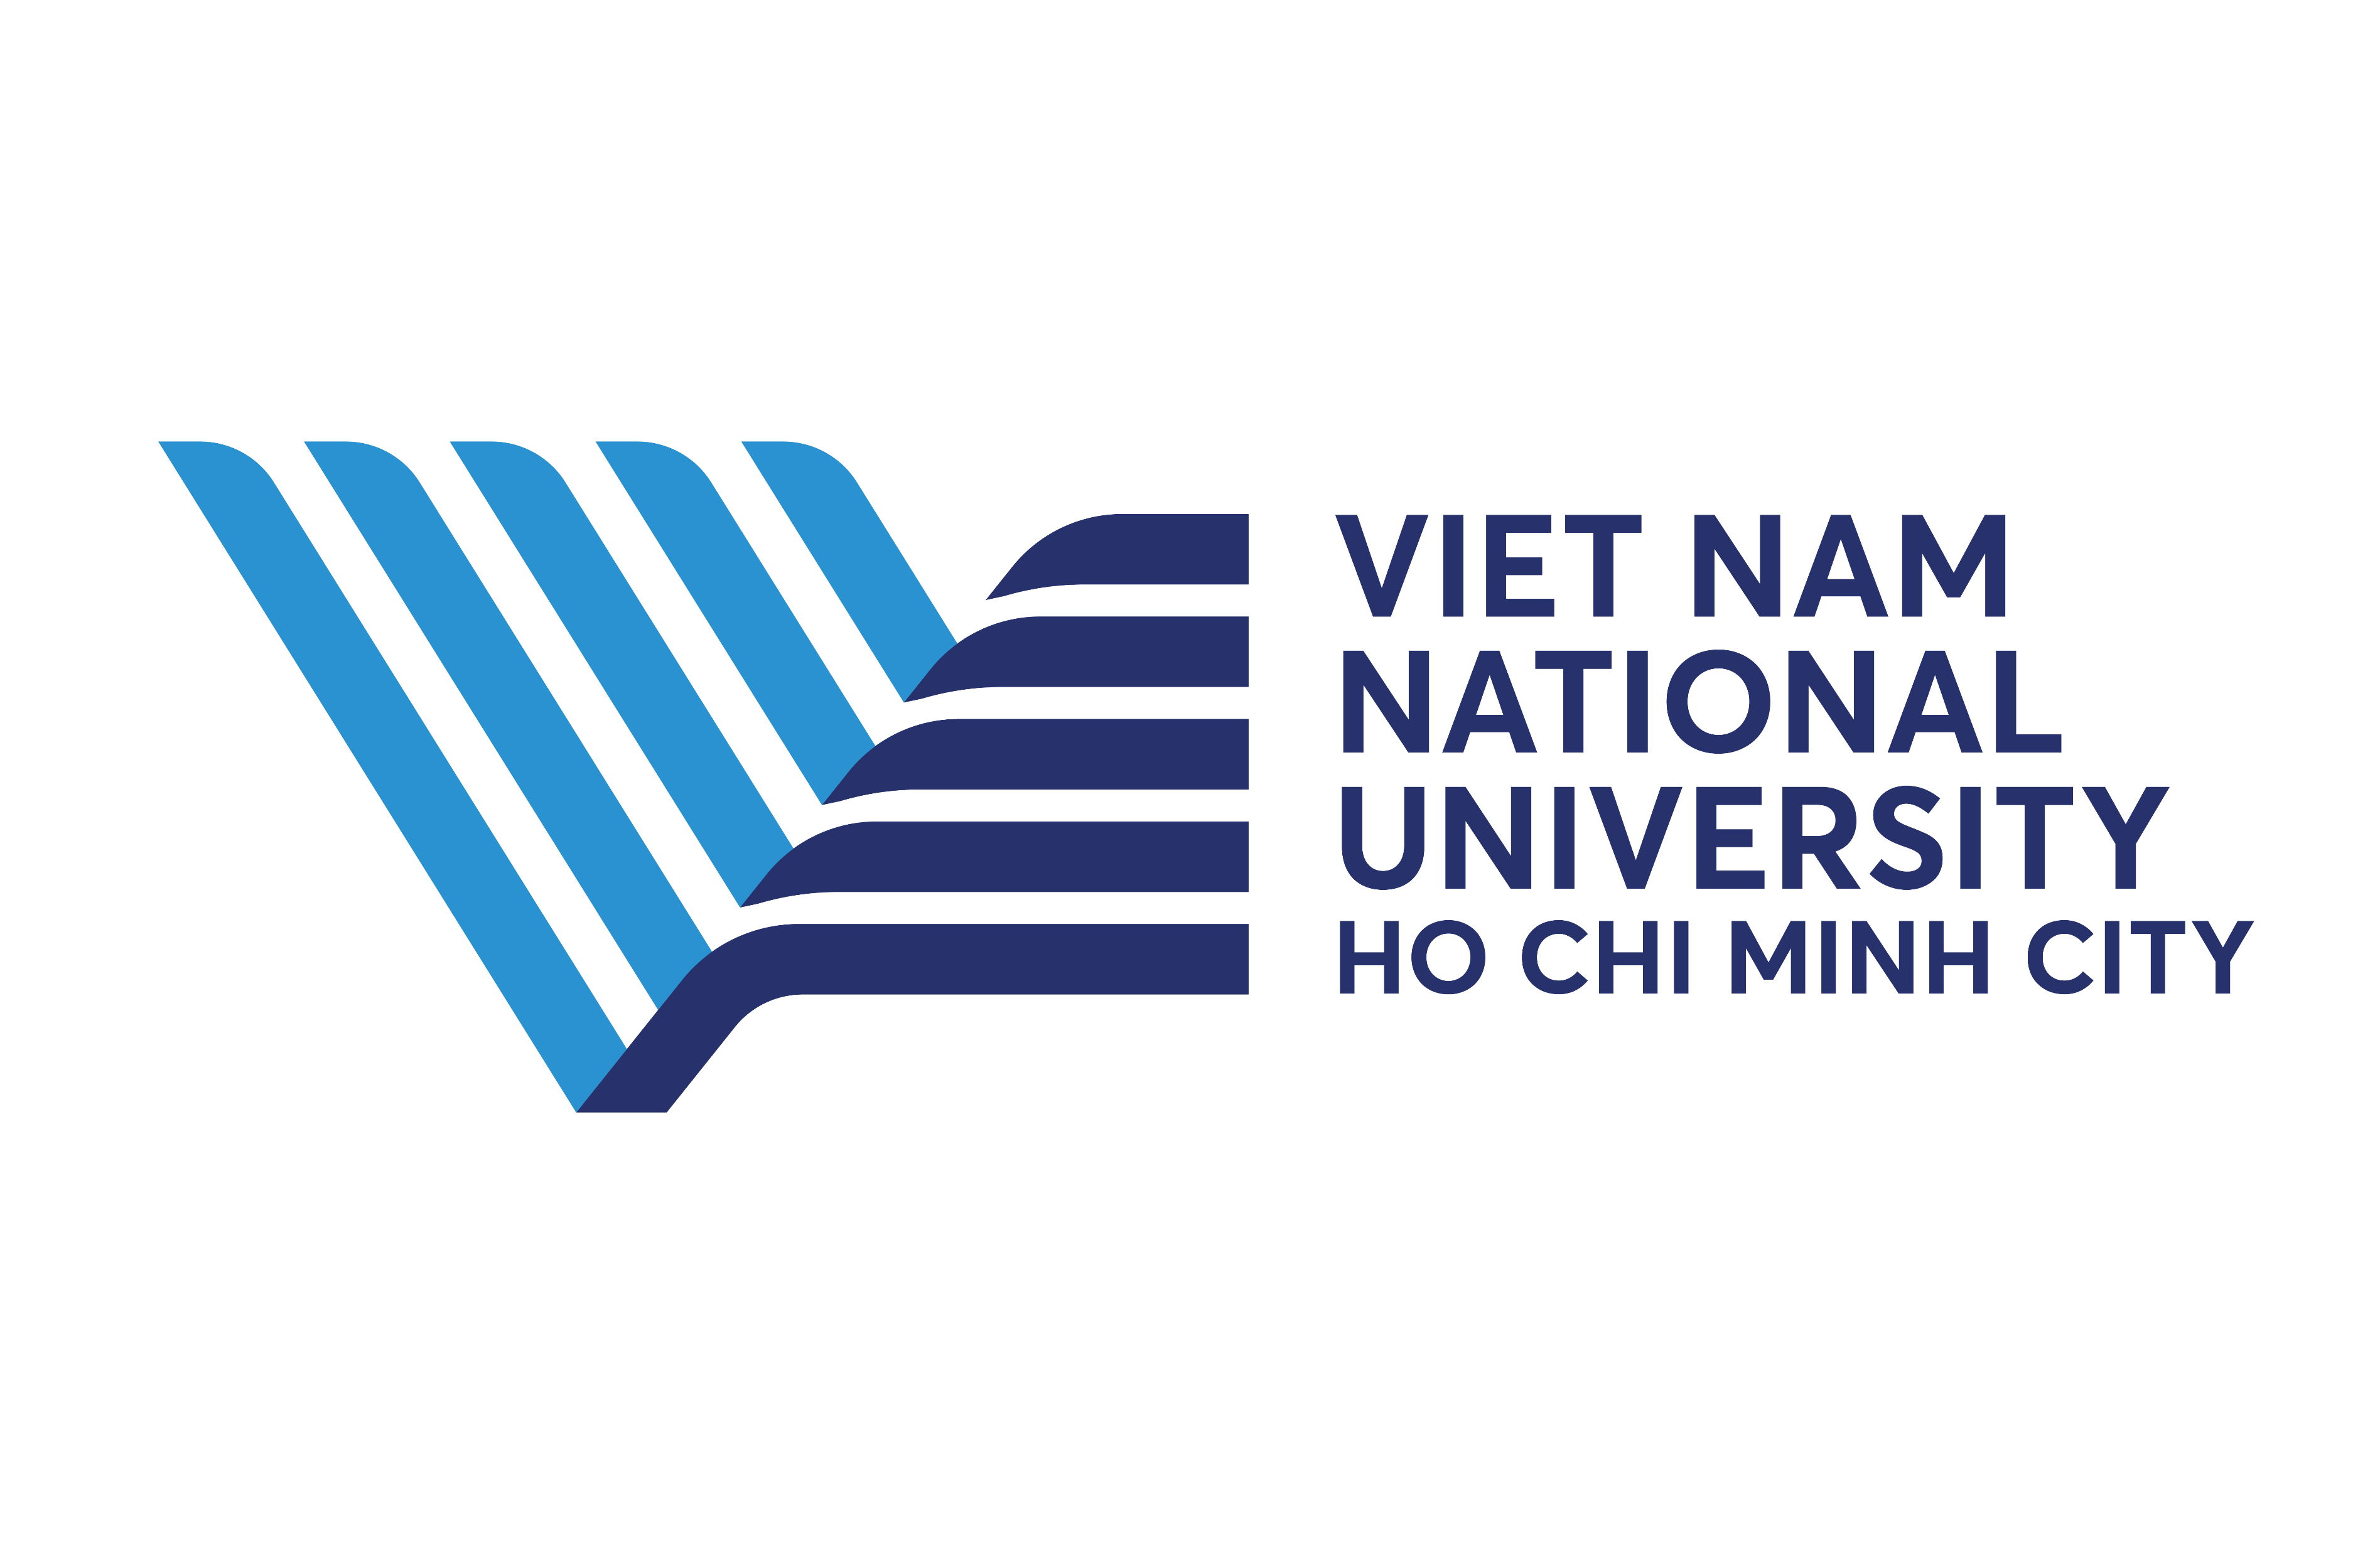 VIET NAM
NATIONAL
UNIVERSITY
HO CHI MINH CITY